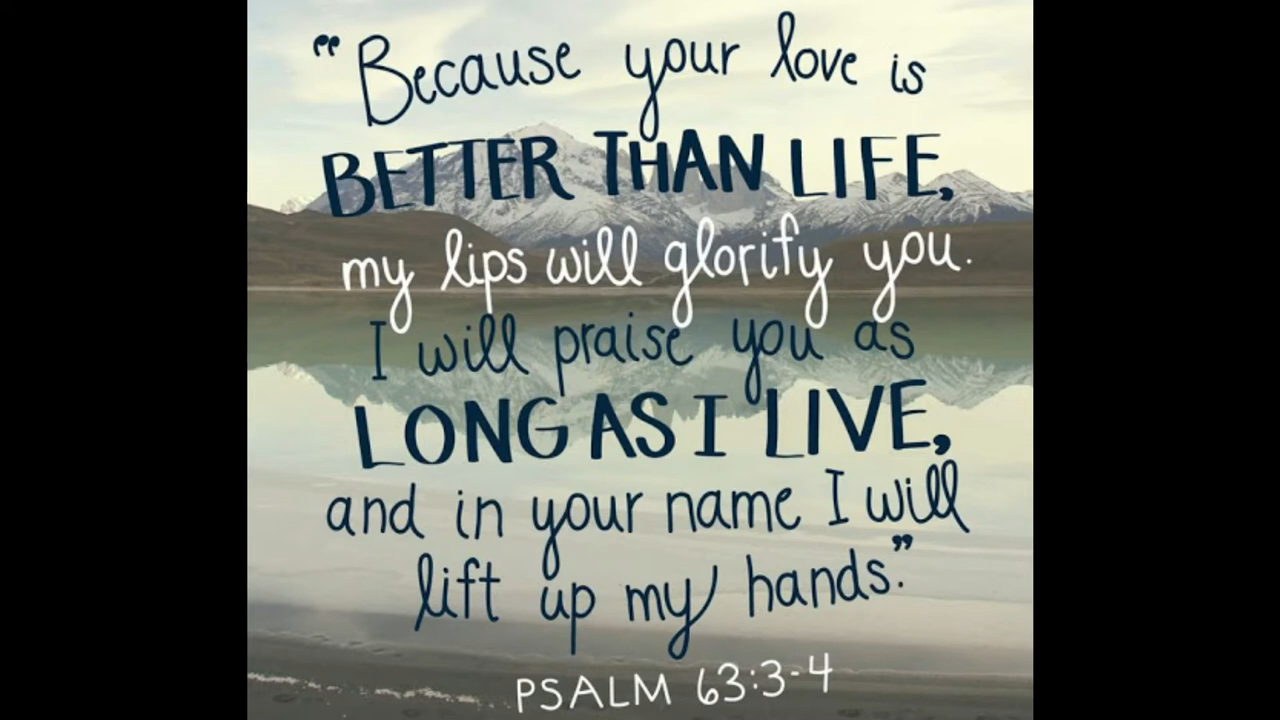 “Because your love is
BETTER THAN LIFE,
my lips will glorify you.
I will praise you as
LONG AS I LIVE,
and in your name I will
lift up my hands.”
PSALM 63:3-4